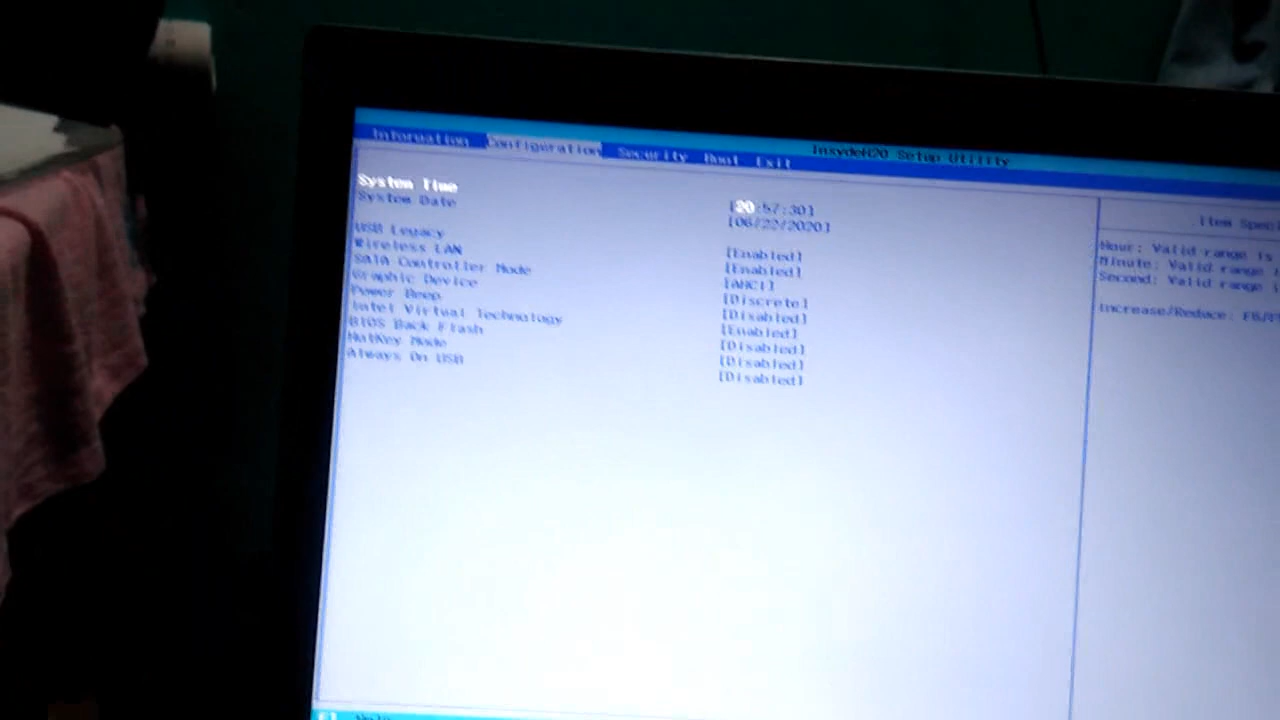 InsydeH20 Setup Utility
Information Configuration Security Boot Exit
System Time [20:57:30]
System Date [06/22/2020]
USB Legacy [Enabled]
Wireless LAN [Enabled]
SATA Controller Mode [AHCI]
Graphic Device [Discrete]
Power Beep [Disabled]
Intel Virtual Technology [Enabled]
BIOS Back Flash [Disabled]
HotKey Mode [Disabled]
Always On USB [Disabled]
Item
Hour: Valid range is
Minute: Valid range
Second: Valid range
Increase/Reduce:
Help